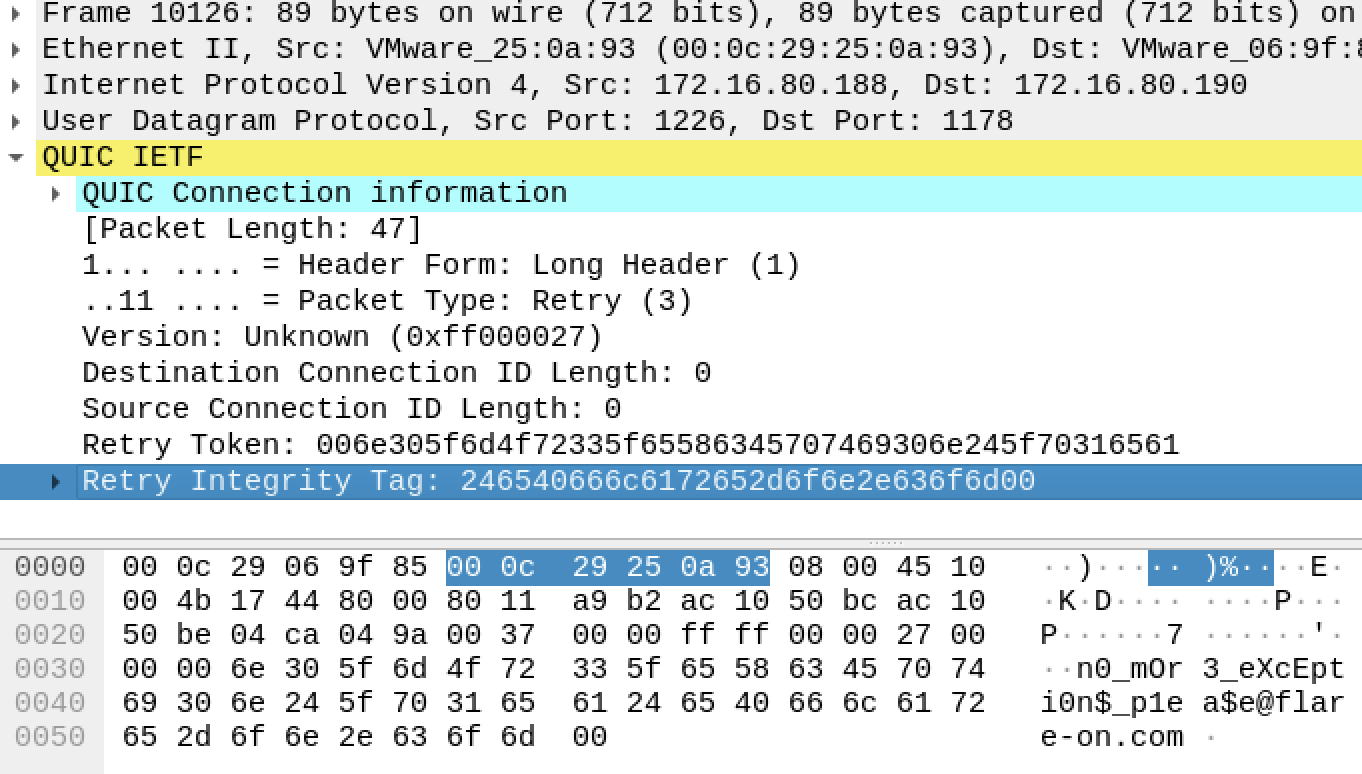 Frame 10126: 89 bytes on wire (712 bits), 89 bytes captured (712 bits) on
Ethernet II, Src: VMware_25:0a:93 (00:0c:29:25:0a:93), Dst: VMware_06:9f:8
Internet Protocol Version 4, Src: 172.16.80.188, Dst: 172.16.80.190
User Datagram Protocol, Src Port: 1226, Dst Port: 1178
QUIC IETF
QUIC Connection information
[Packet Length: 47]
1... .... = Header Form: Long Header (1)
..11 .... = Packet Type: Retry (3)
Version: Unknown (0xff000027)
Destination Connection ID Length: 0
Source Connection ID Length: 0
Retry Token: 006e305f6d4f72335f65586345707469306e245f70316561
Retry Integrity Tag: 246540666c6172652d6f6e2e636f6d00
0000 00 0c 29 06 9f 85 00 0c 29 25 0a 93 08 00 45 10 ··)····· )%····E·
0010 00 4b 17 44 80 00 80 11 a9 b2 ac 10 50 bc ac 10 ·K·D···· ····P···
0020 50 be 04 ca 04 9a 00 37 00 00 ff ff 00 00 27 00 P······7 ······'·
0030 00 00 6e 30 5f 6d 4f 72 33 5f 65 58 63 45 70 74 ··n0_mOr 3_eXcEpt
0040 69 30 6e 24 5f 70 31 65 61 24 65 40 66 6c 61 72 i0n$_p1e a$e@flar
0050 65 2d 6f 6e 2e 63 6f 6d 00 e-on.com ·